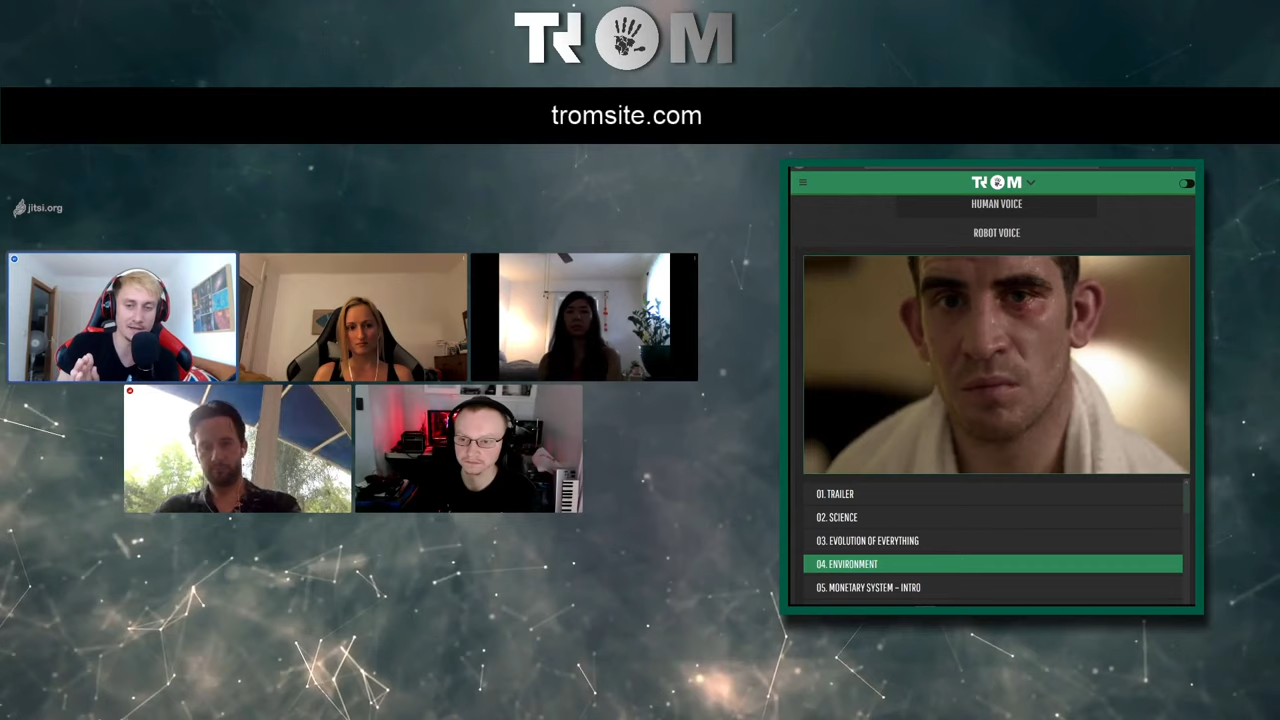 TROM
tromsite.com
jitsi.org
TROM
HUMAN VOICE
ROBOT VOICE
01. TRAILER
02. SCIENCE
03. EVOLUTION OF EVERYTHING
04. ENVIRONMENT
05. MONETARY SYSTEM – INTRO